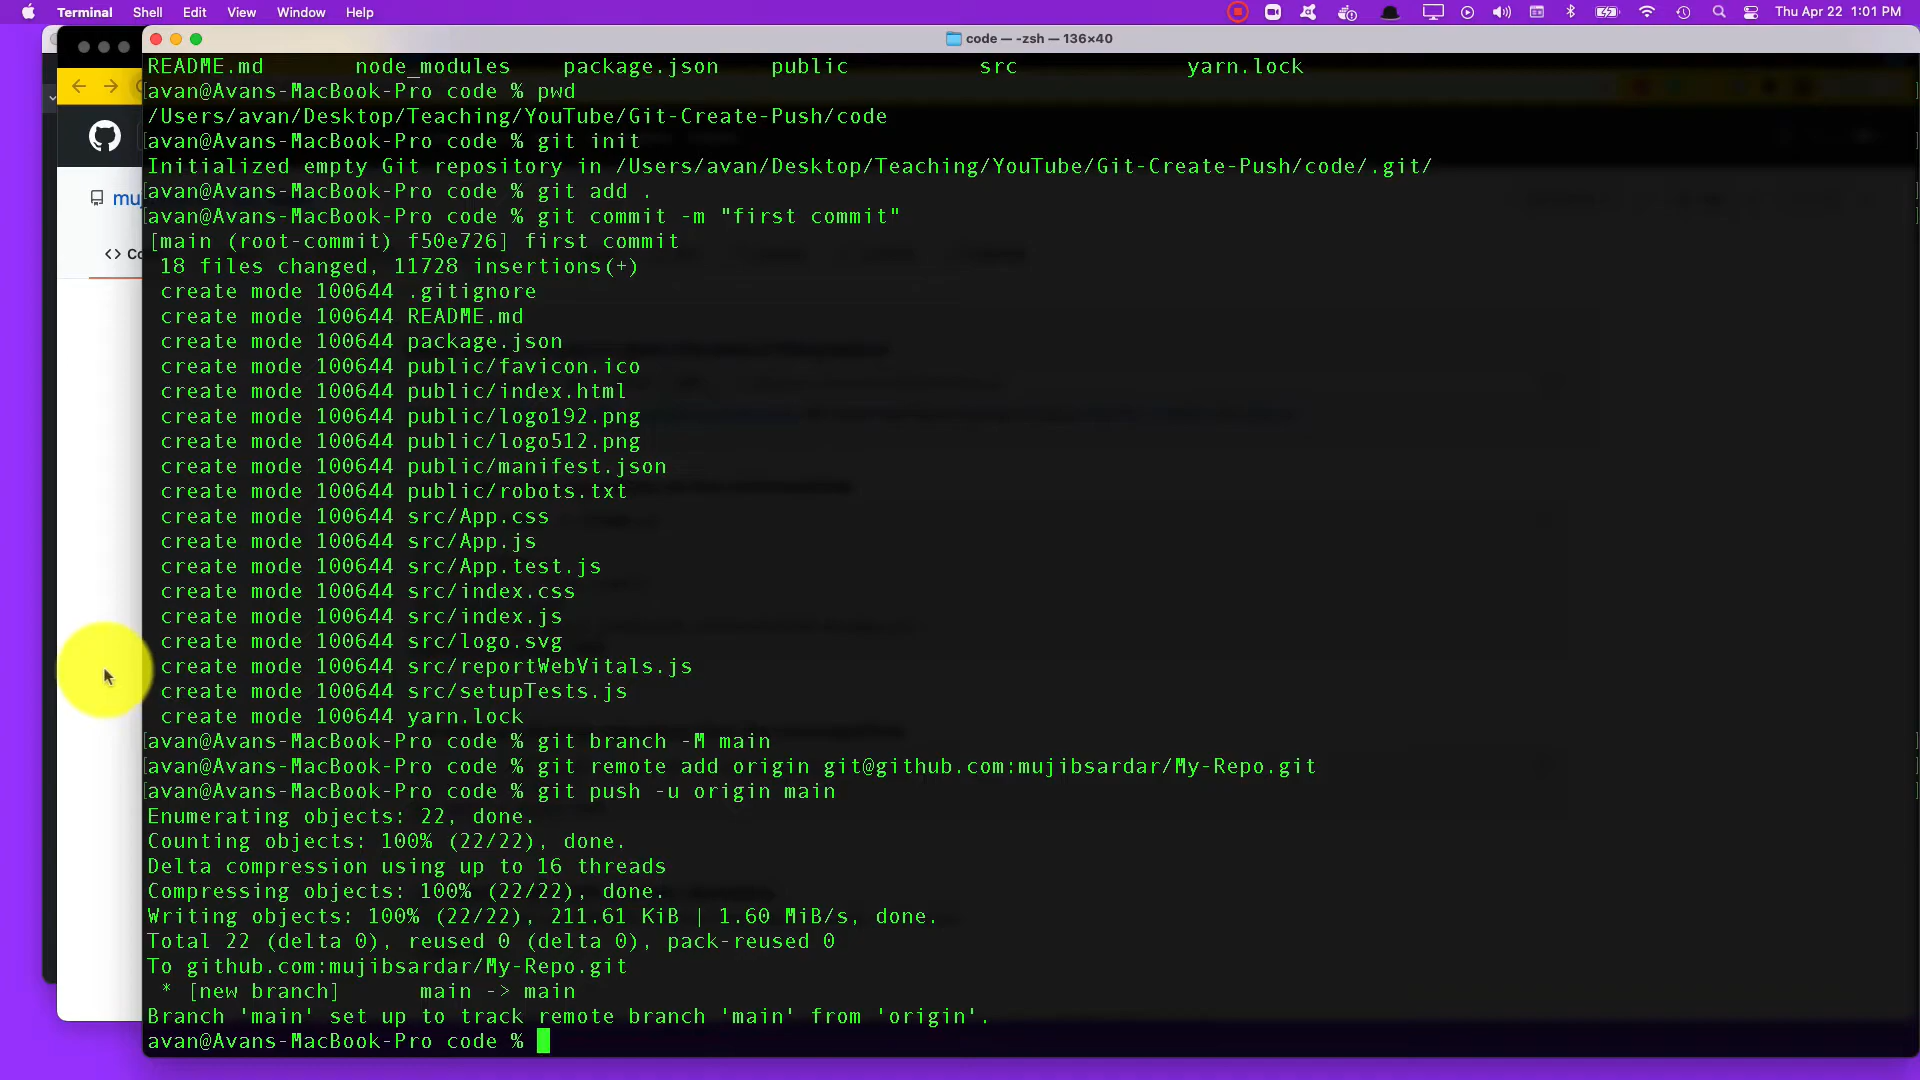 Terminal Shell Edit View Window Help Thu Apr 22 1:01 PM
code — -zsh — 136×40
README.md node_modules package.json public src yarn.lock
avan@Avans-MacBook-Pro code % pwd
/Users/avan/Desktop/Teaching/YouTube/Git-Create-Push/code
avan@Avans-MacBook-Pro code % git init
Initialized empty Git repository in /Users/avan/Desktop/Teaching/YouTube/Git-Create-Push/code/.git/
avan@Avans-MacBook-Pro code % git add .
muj
avan@Avans-MacBook-Pro code % git commit -m "first commit"
[main (root-commit) f50e726] first commit
<> Co
18 files changed, 11728 insertions(+)
create mode 100644 .gitignore
create mode 100644 README.md
create mode 100644 package.json
create mode 100644 public/favicon.ico
create mode 100644 public/index.html
create mode 100644 public/logo192.png
create mode 100644 public/logo512.png
create mode 100644 public/manifest.json
create mode 100644 public/robots.txt
create mode 100644 src/App.css
create mode 100644 src/App.js
create mode 100644 src/App.test.js
create mode 100644 src/index.css
create mode 100644 src/index.js
create mode 100644 src/logo.svg
create mode 100644 src/reportWebVitals.js
create mode 100644 src/setupTests.js
create mode 100644 yarn.lock
avan@Avans-MacBook-Pro code % git branch -M main
avan@Avans-MacBook-Pro code % git remote add origin git@github.com:mujibsardar/My-Repo.git
avan@Avans-MacBook-Pro code % git push -u origin main
Enumerating objects: 22, done.
Counting objects: 100% (22/22), done.
Delta compression using up to 16 threads
Compressing objects: 100% (22/22), done.
Writing objects: 100% (22/22), 211.61 KiB | 1.60 MiB/s, done.
Total 22 (delta 0), reused 0 (delta 0), pack-reused 0
To github.com:mujibsardar/My-Repo.git
* [new branch] main -> main
Branch 'main' set up to track remote branch 'main' from 'origin'.
avan@Avans-MacBook-Pro code %